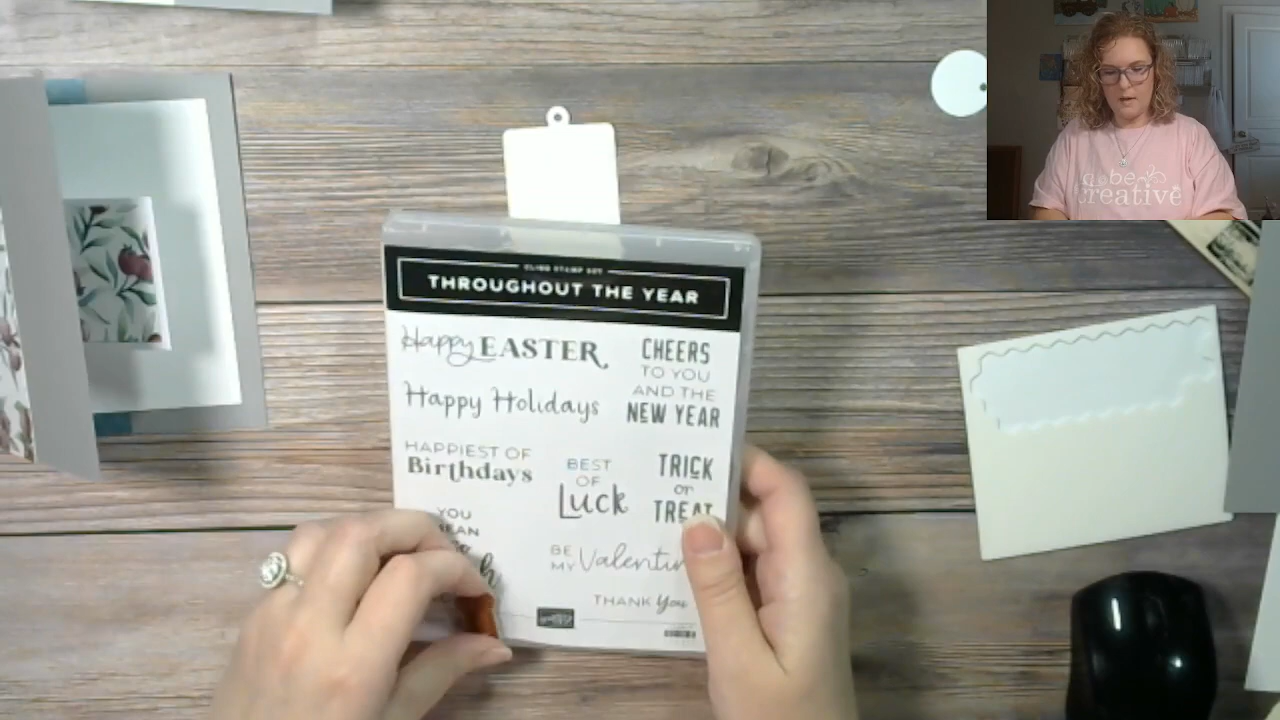 CLING STAMP SET
THROUGHOUT THE YEAR
Happy EASTER
CHEERS
TO YOU
AND THE
NEW YEAR
Happy Holidays
HAPPIEST OF
Birthdays
BEST
OF
Luck
TRICK
or
TREAT
YOU
BE
MY
THANK You
be
creative